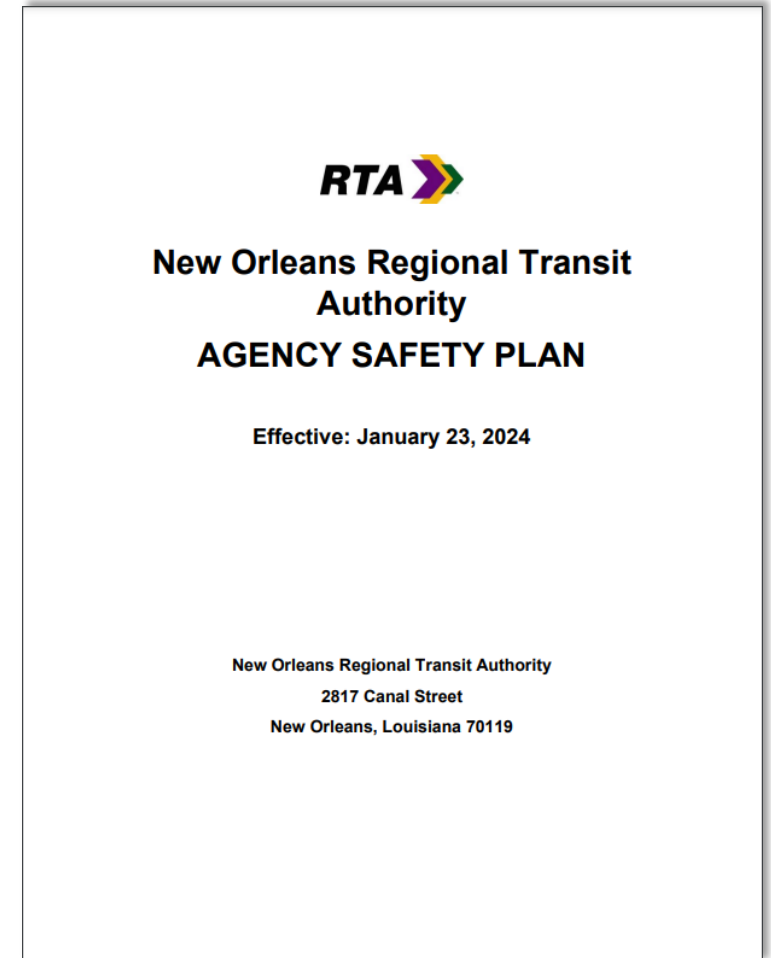 RTA
New Orleans Regional Transit
Authority
AGENCY SAFETY PLAN
Effective: January 23, 2024
New Orleans Regional Transit Authority
2817 Canal Street
New Orleans, Louisiana 70119